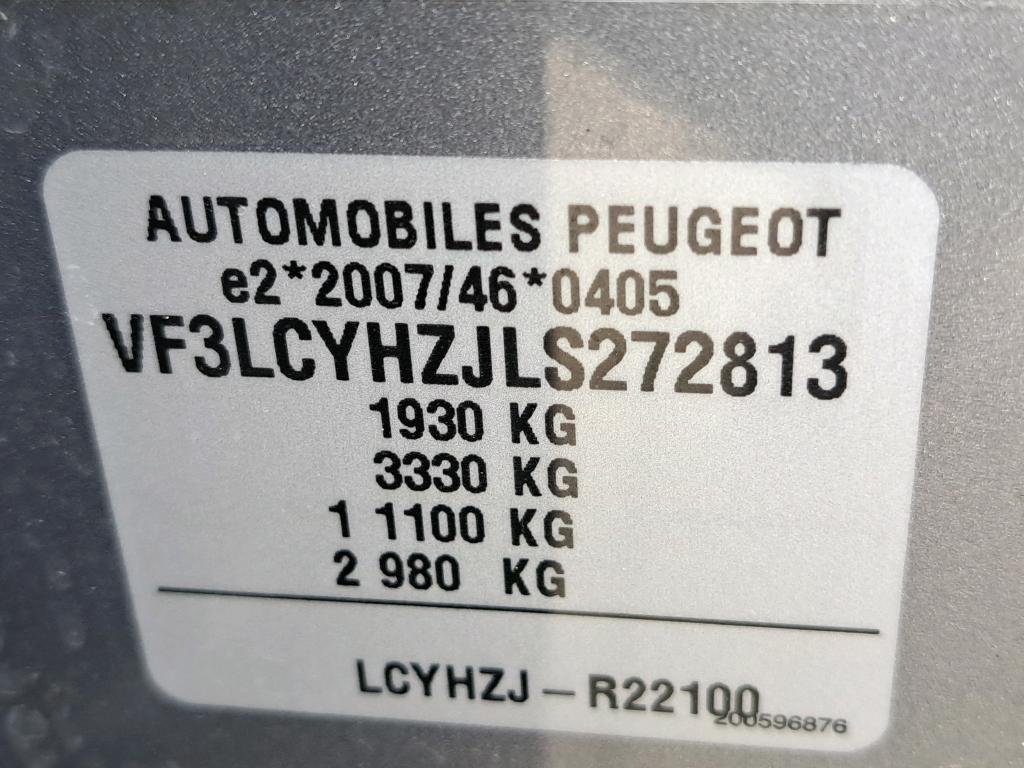 AUTOMOBILES PEUGEOT
e2*2007/46*0405
VF3LCYHZJLS272813
1930 KG
3330 KG
1 1100 KG
2 980 KG
LCYHZJ – R22100
200596876